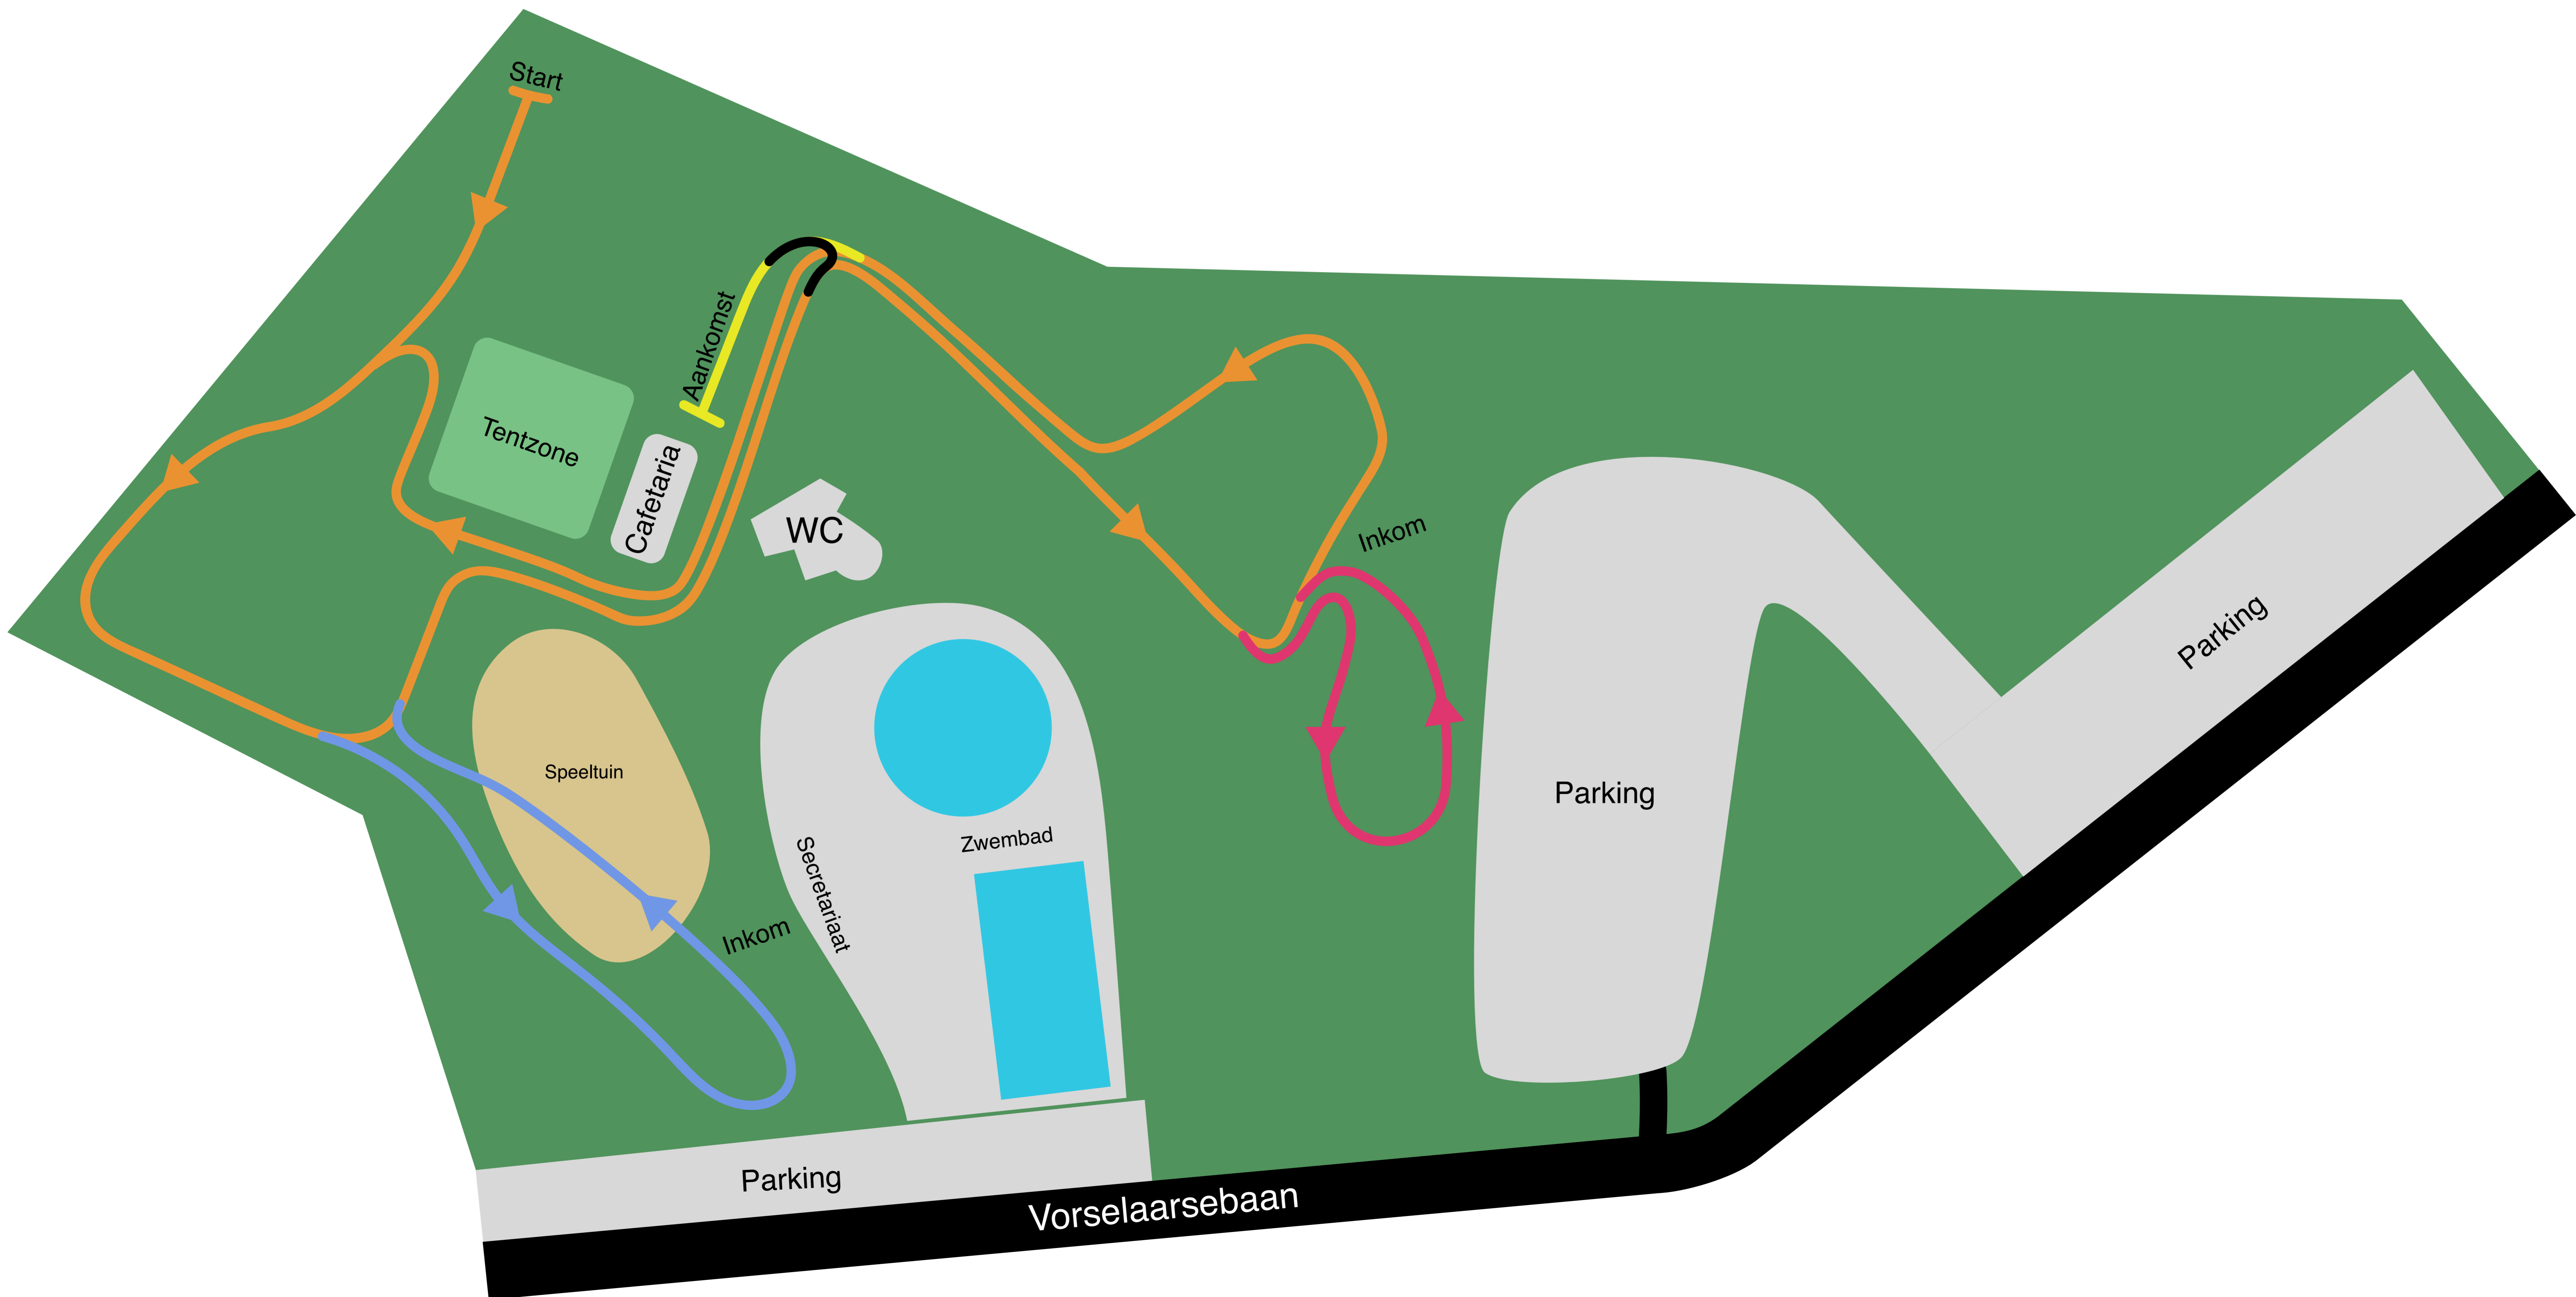 Start
Aankomst
Tentzone
Cafetaria
WC
Inkom
Parking
Speeltuin
Parking
Zwembad
Secretariaat
Inkom
Parking
Vorselaarsebaan